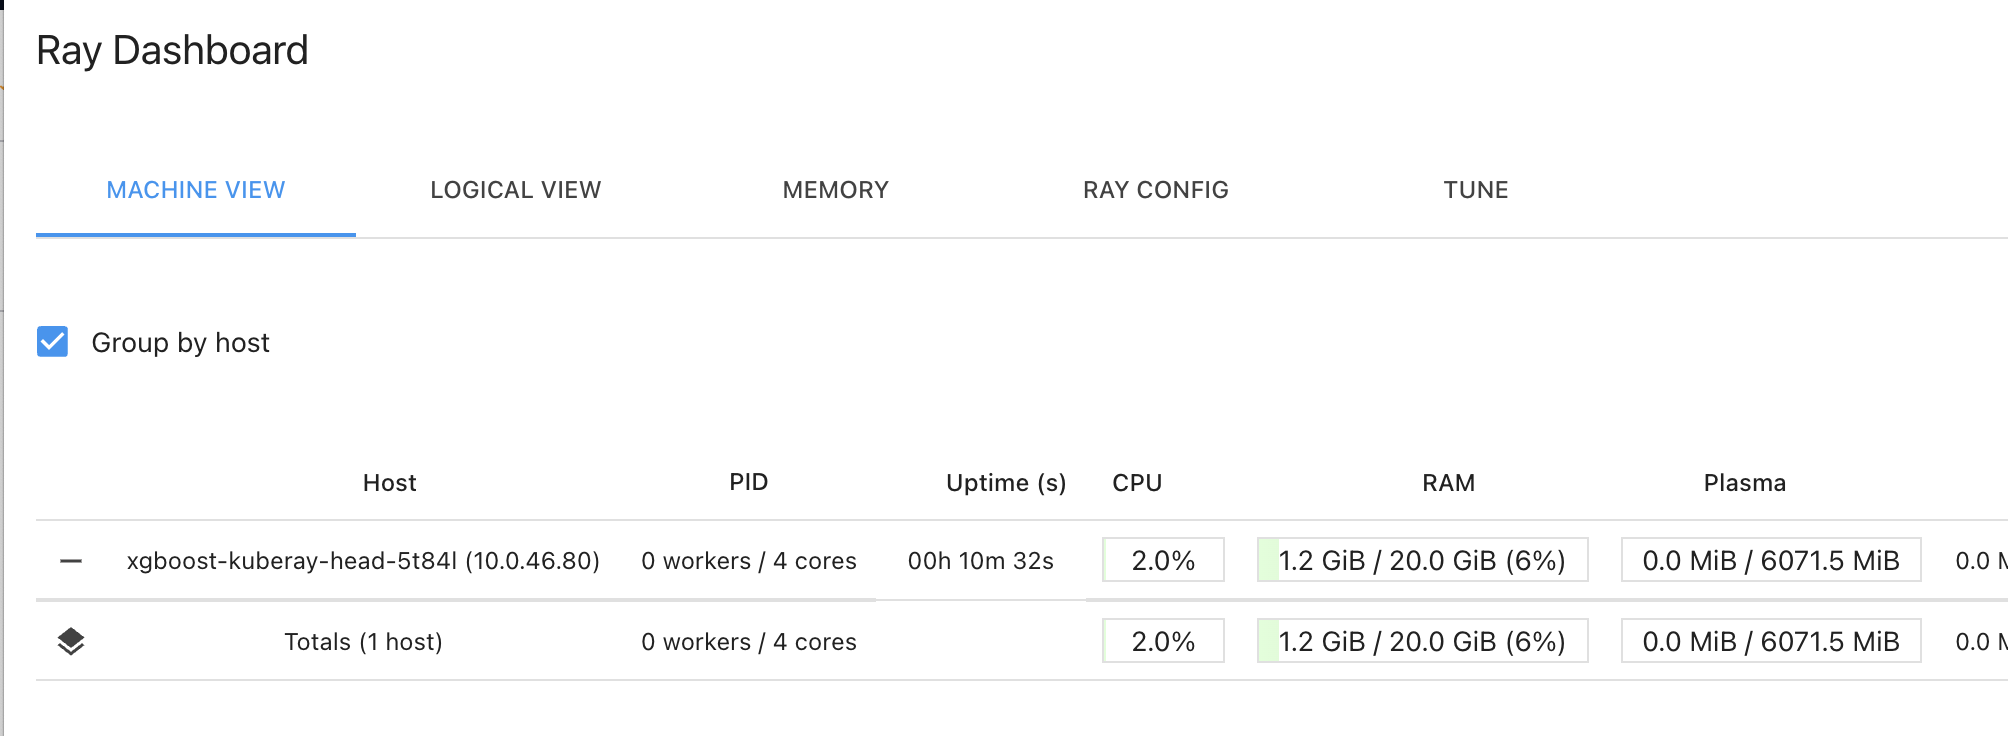 Ray Dashboard
MACHINE VIEW LOGICAL VIEW MEMORY RAY CONFIG TUNE
Group by host
Host PID Uptime (s) CPU RAM Plasma
xgboost-kuberay-head-5t84l (10.0.46.80) 0 workers / 4 cores 00h 10m 32s 2.0% 1.2 GiB / 20.0 GiB (6%) 0.0 MiB / 6071.5 MiB 0.0
Totals (1 host) 0 workers / 4 cores 2.0% 1.2 GiB / 20.0 GiB (6%) 0.0 MiB / 6071.5 MiB 0.0